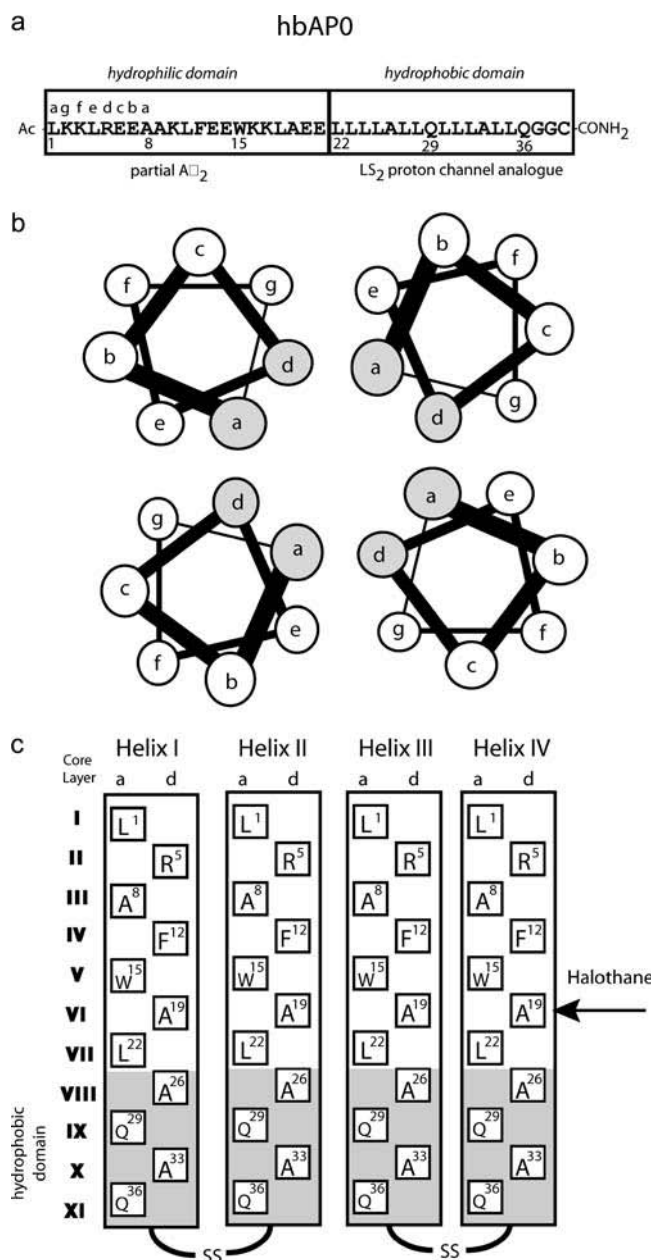 a
hbAP0
hydrophilic domain hydrophobic domain
a g f e d c b a
Ac -LKKLREEAAKLFEEWKKLAEELLLLALLQLLLALLQGGC-CONH2
1 8 15 22 29 36
partial A□2 LS2 proton channel analogue
b
c b
f g e f
b d a c
e a d g
d a
g a d e
c e g b
f b c f
c
Helix I Helix II Helix III Helix IV
Core
Layer
a d a d a d a d
I L1 L1 L1 L1
II R5 R5 R5 R5
III A8 A8 A8 A8
IV F12 F12 F12 F12
V W15 W15 W15 W15
Halothane
VI A19 A19 A19 A19
VII L22 L22 L22 L22
VIII A26 A26 A26 A26
IX Q29 Q29 Q29 Q29
X A33 A33 A33 A33
XI Q36 Q36 Q36 Q36
hydrophobic
domain
SS SS